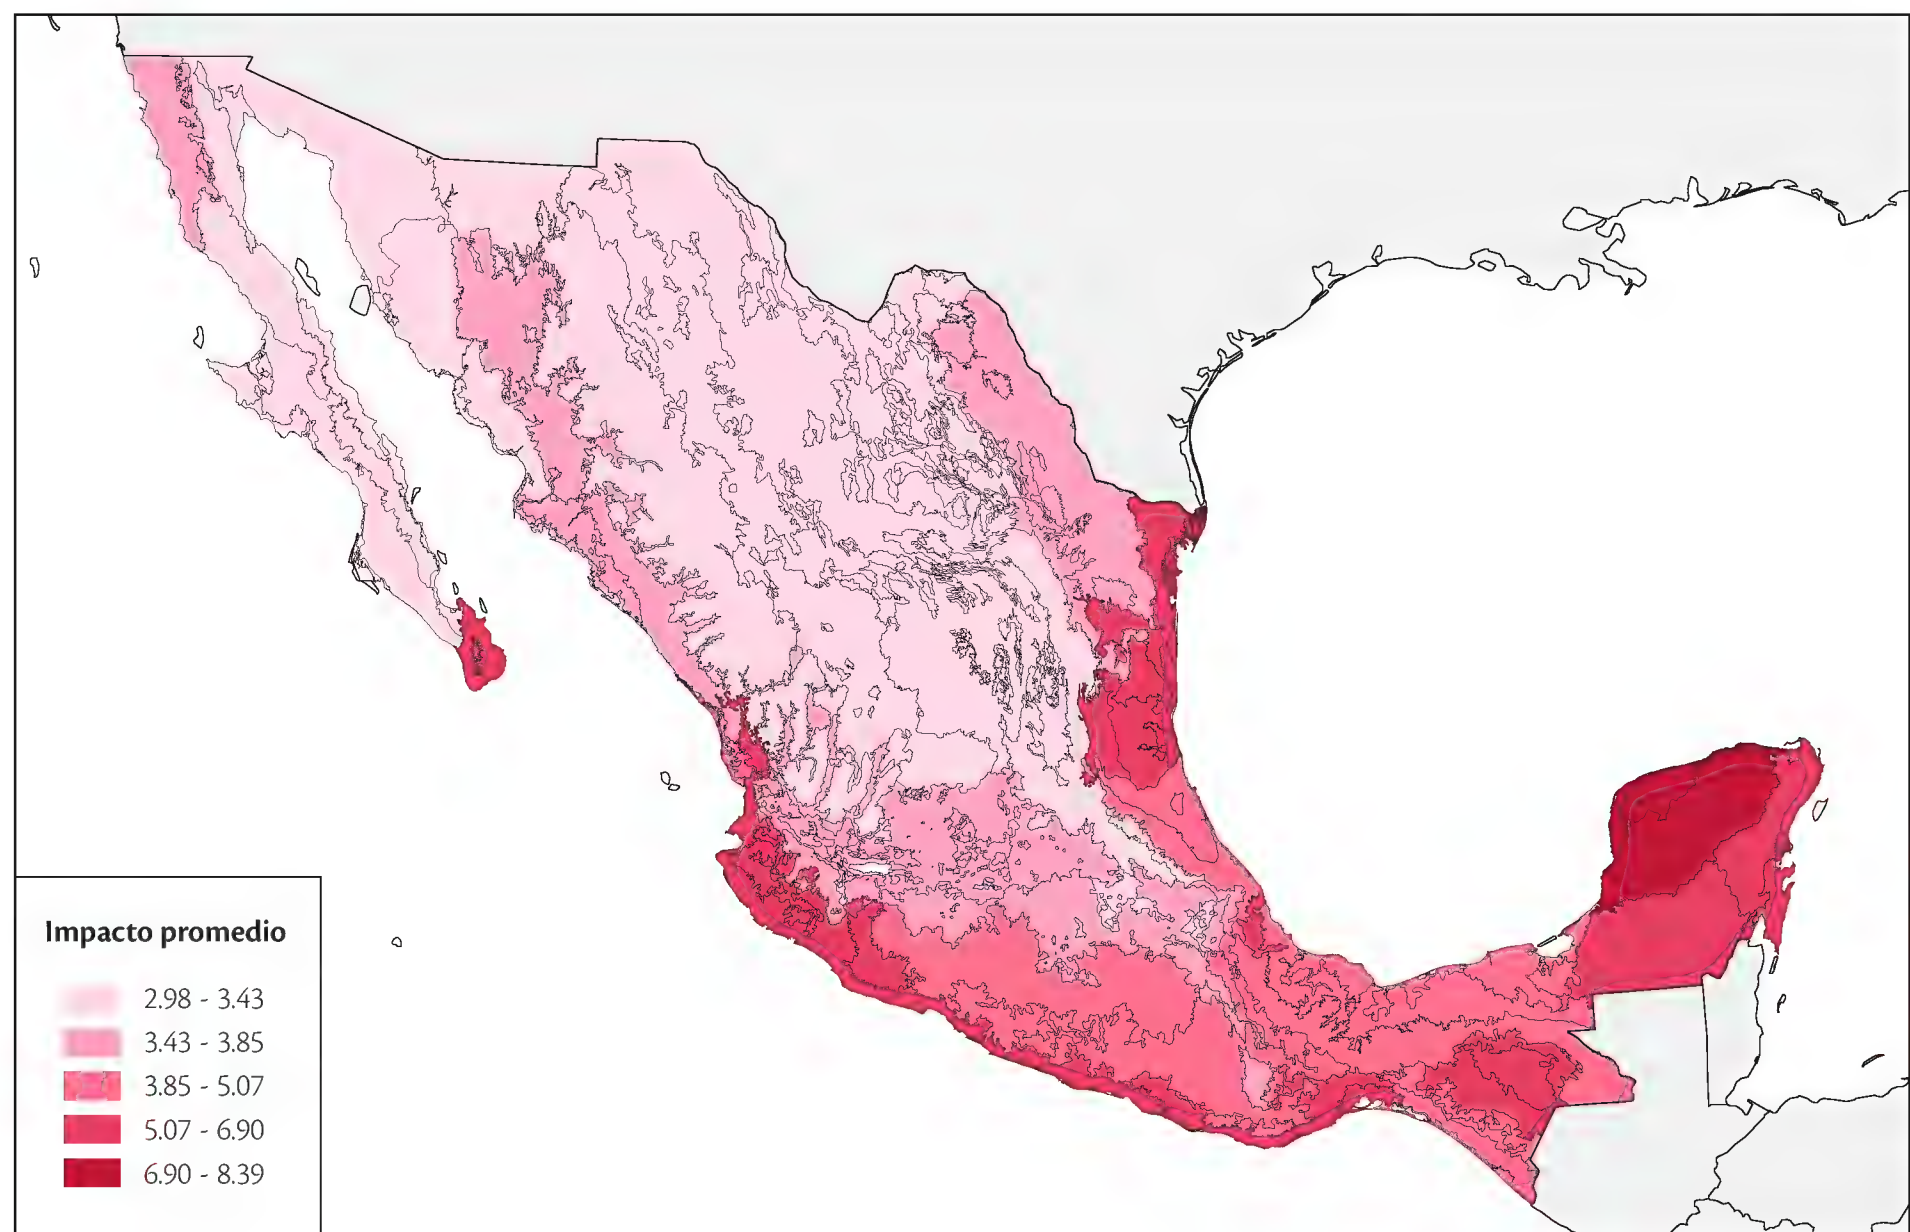 Impacto promedio
2.98 - 3.43
3.43 - 3.85
3.85 - 5.07
5.07 - 6.90
6.90 - 8.39